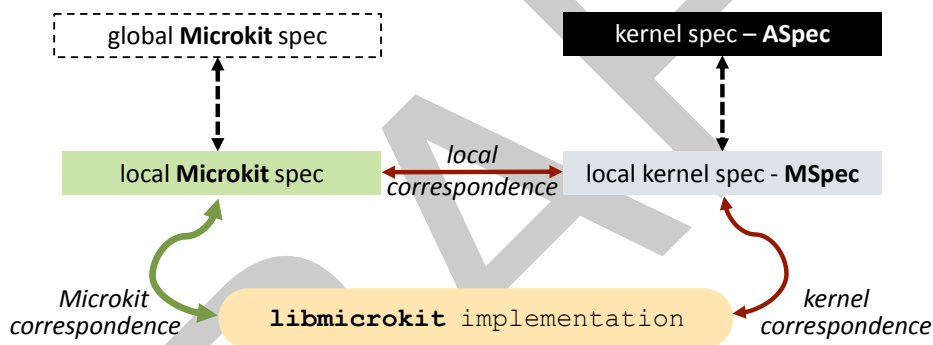 global Microkit spec
kernel spec – ASpec
local Microkit spec
local
correspondence
local kernel spec - MSpec
Microkit
correspondence
libmicrokit implementation
kernel
correspondence